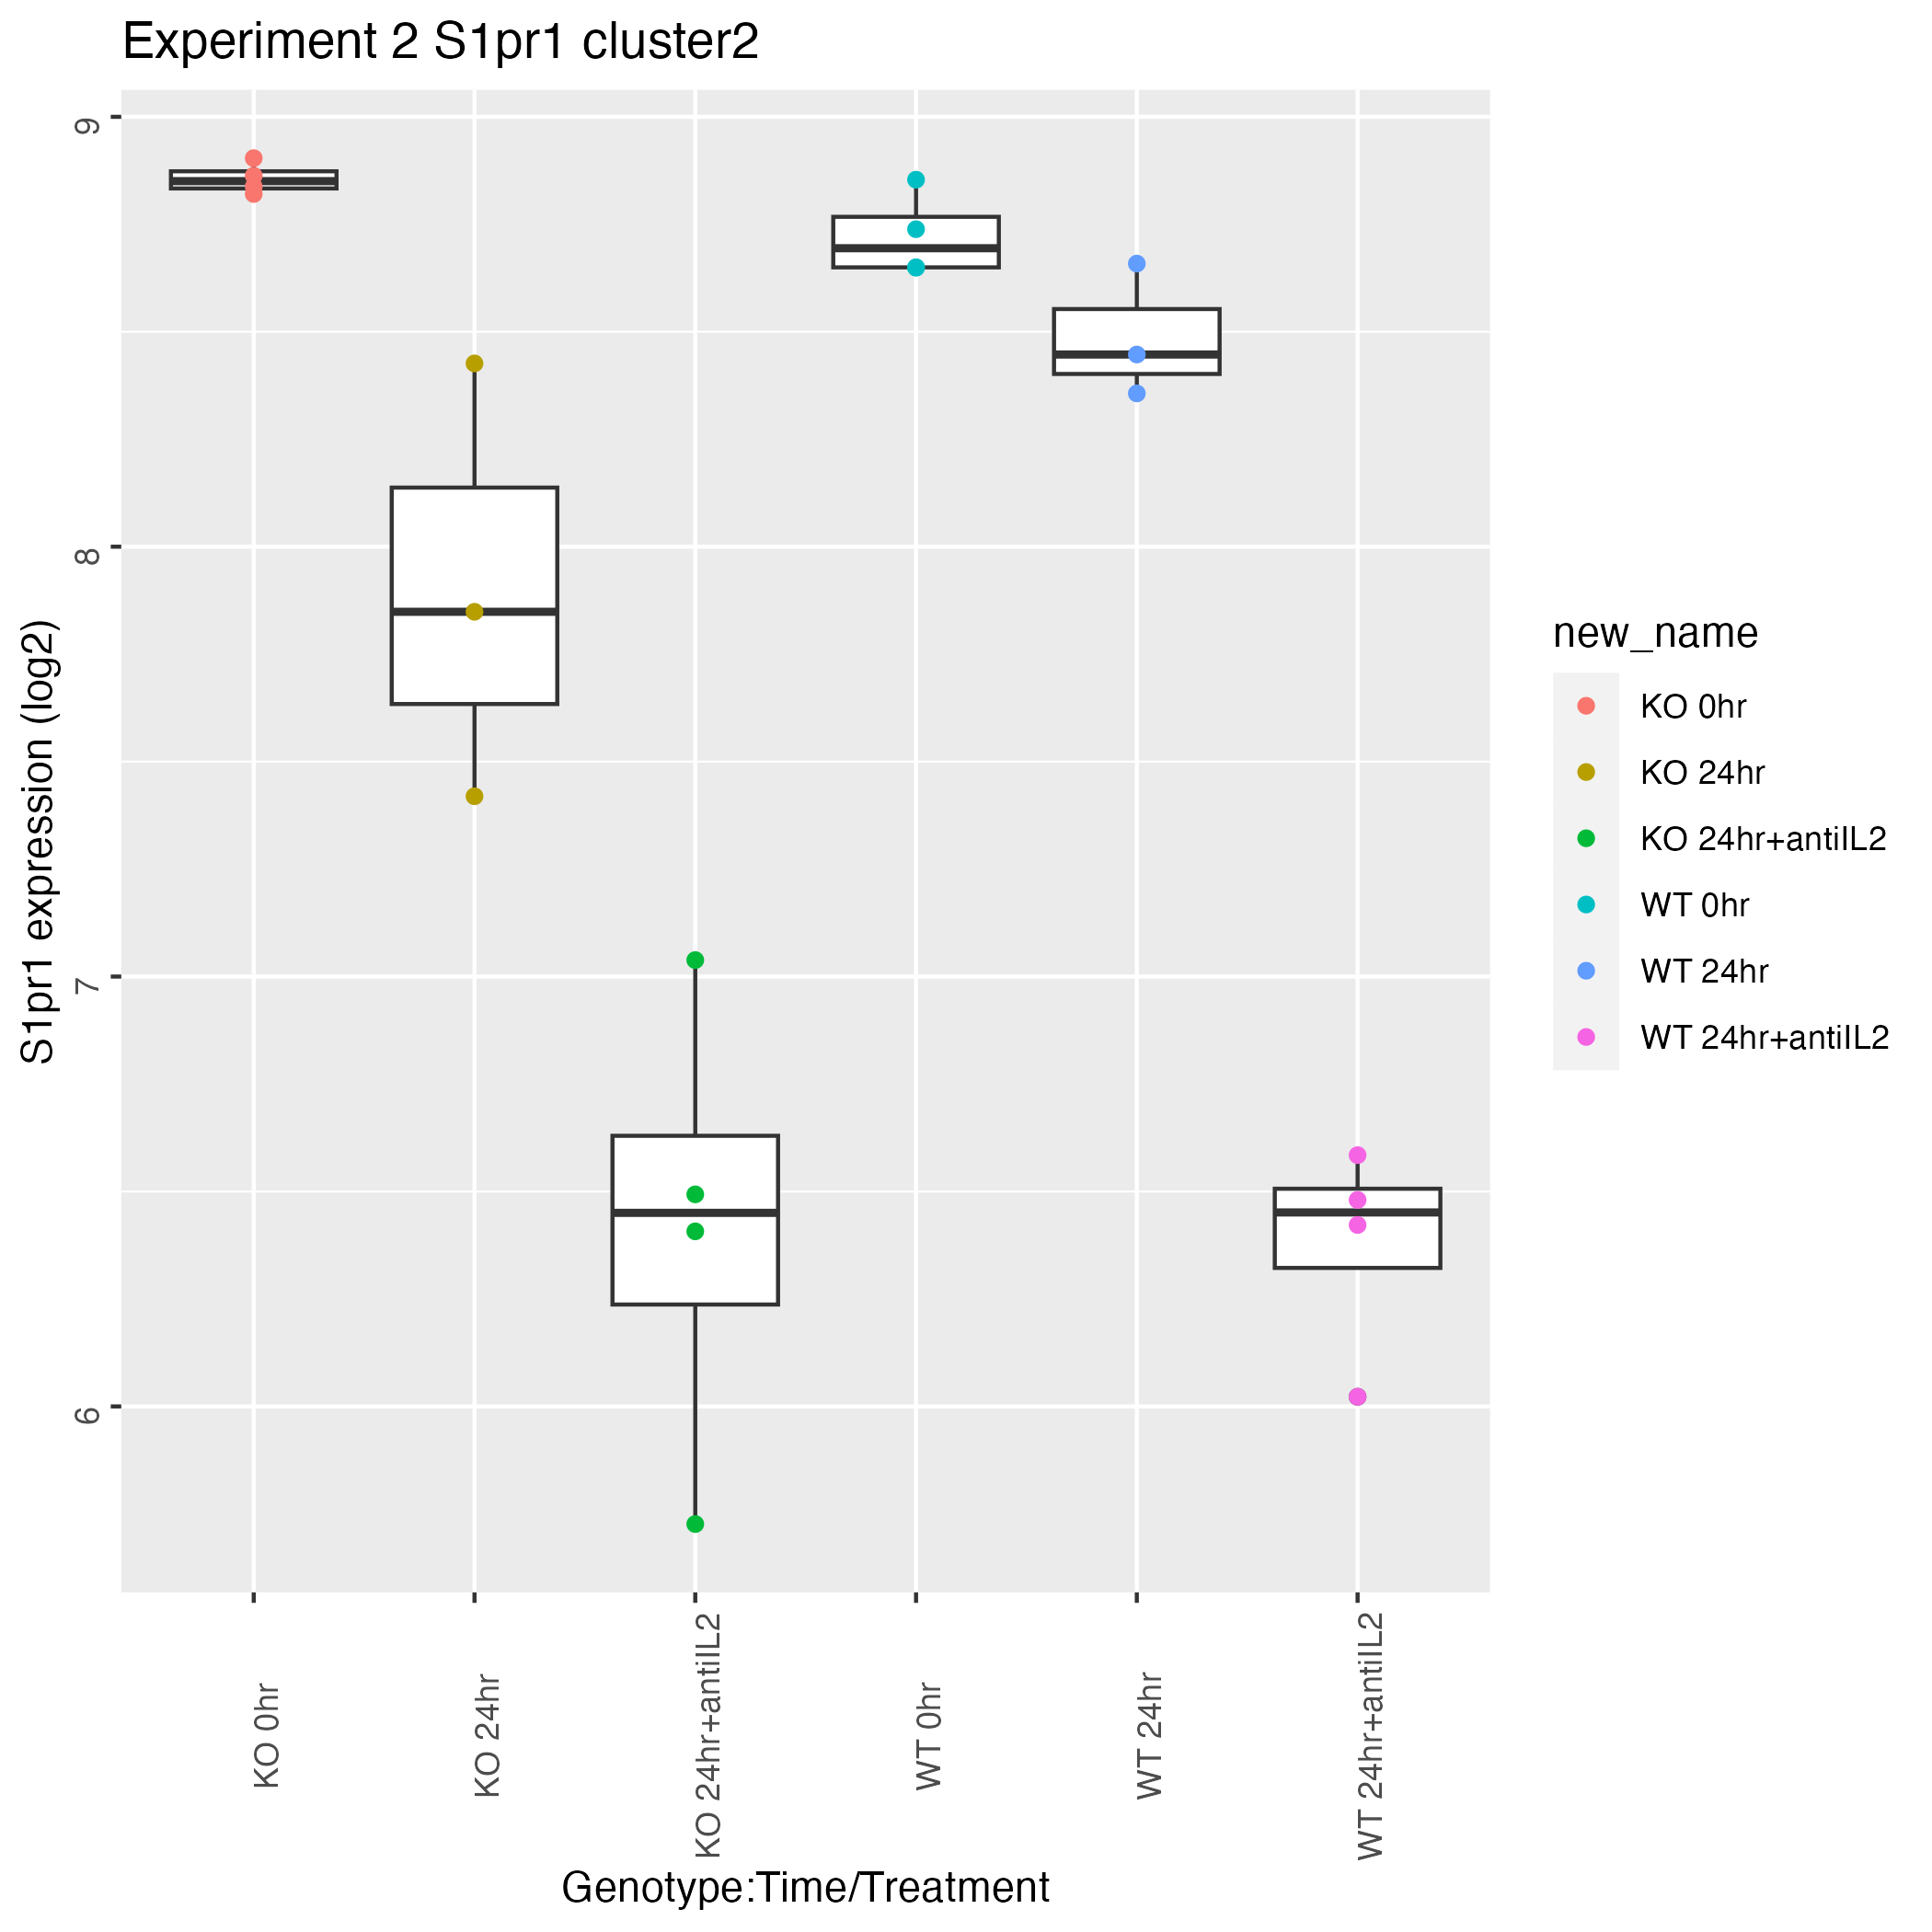 Experiment 2 S1pr1 cluster2
S1pr1 expression (log2)
9
8
7
6
KO 0hr
KO 24hr
KO 24hr+antiIL2
WT 0hr
WT 24hr
WT 24hr+antiIL2
Genotype:Time/Treatment
new_name
KO 0hr
KO 24hr
KO 24hr+antiIL2
WT 0hr
WT 24hr
WT 24hr+antiIL2